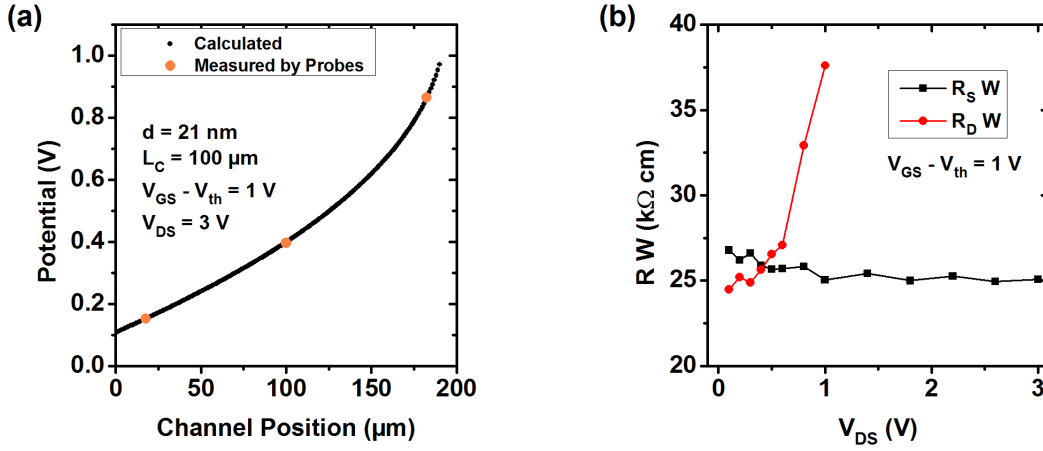 (a)
Calculated
Measured by Probes
d = 21 nm
L_C = 100 µm
V_GS - V_th = 1 V
V_DS = 3 V
Potential (V)
1.0
0.8
0.6
0.4
0.2
0.0
0 50 100 150 200
Channel Position (µm)
(b)
R_S W
R_D W
V_GS - V_th = 1 V
R W (kΩ cm)
40
35
30
25
20
0 1 2 3
V_DS (V)